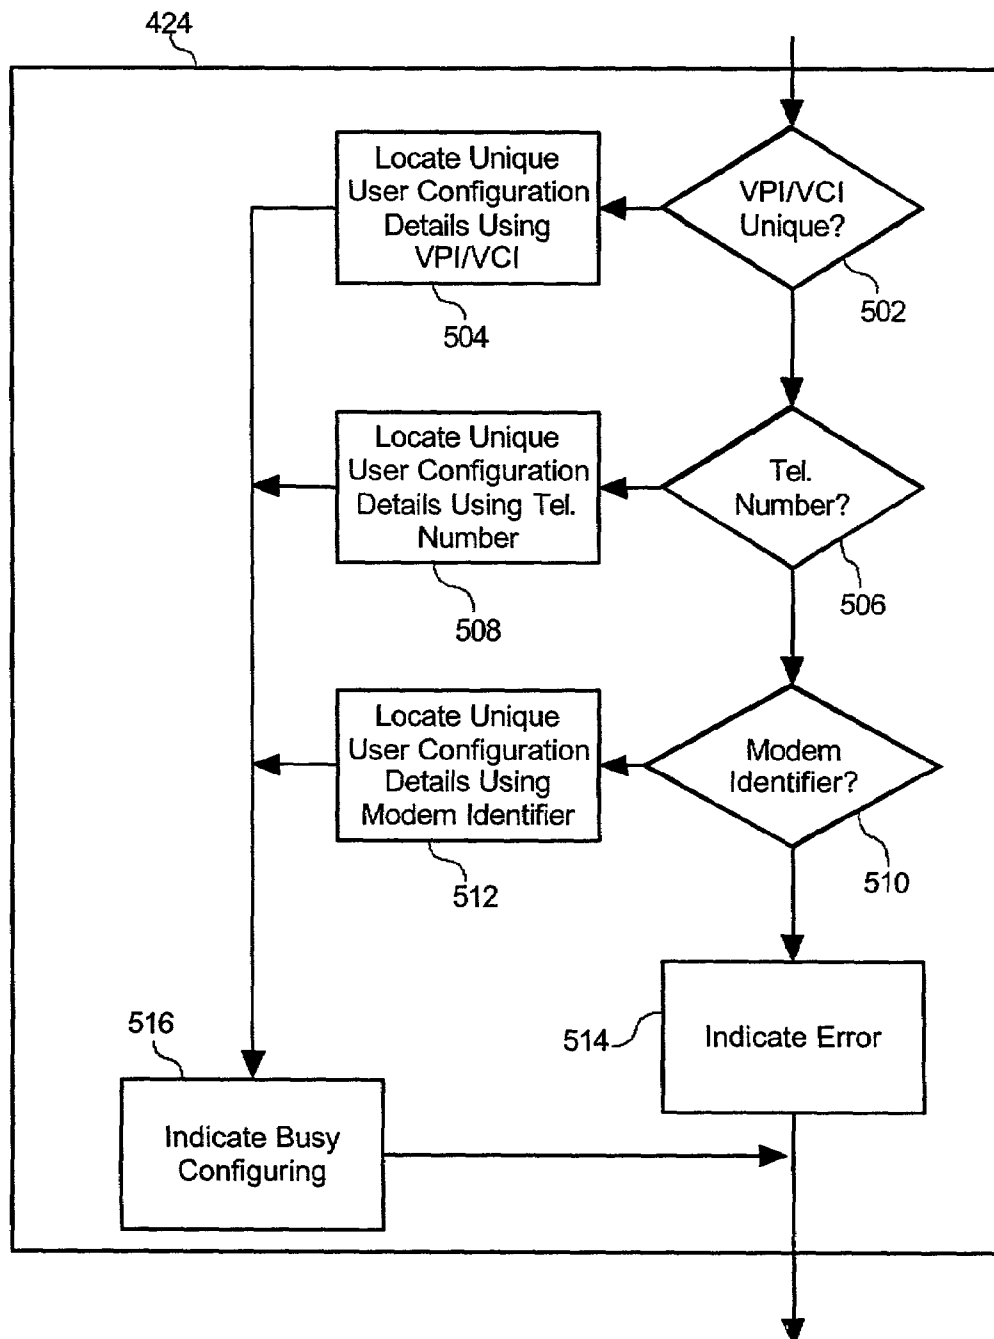 424
Locate Unique
User Configuration
Details Using
VPI/VCI
504
VPI/VCI
Unique?
502
Locate Unique
User Configuration
Details Using Tel.
Number
508
Tel.
Number?
506
Locate Unique
User Configuration
Details Using
Modem Identifier
512
Modem
Identifier?
510
516
Indicate Busy
Configuring
514
Indicate Error